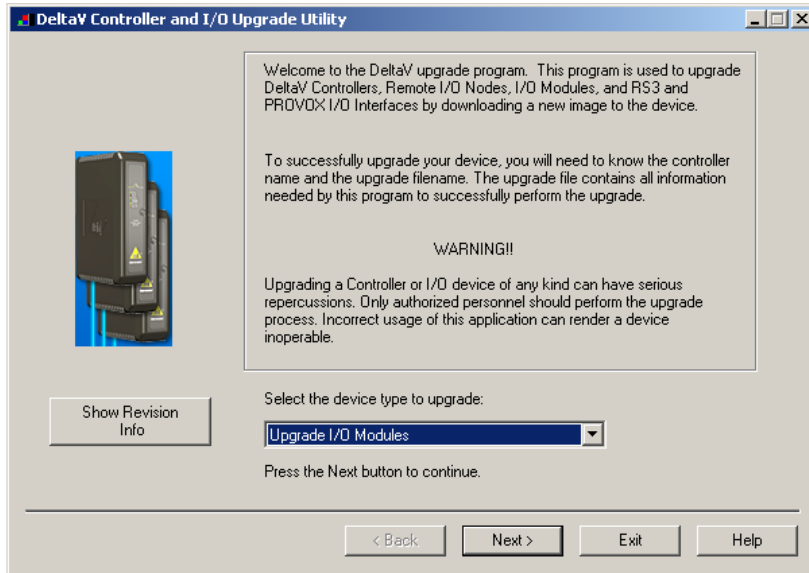 DeltaV Controller and I/O Upgrade Utility
Welcome to the DeltaV upgrade program. This program is used to upgrade
DeltaV Controllers, Remote I/O Nodes, I/O Modules, and RS3 and
PROVOX I/O Interfaces by downloading a new image to the device.
To successfully upgrade your device, you will need to know the controller
name and the upgrade filename. The upgrade file contains all information
needed by this program to successfully perform the upgrade.
WARNING!!
Upgrading a Controller or I/O device of any kind can have serious
repercussions. Only authorized personnel should perform the upgrade
process. Incorrect usage of this application can render a device
inoperable.
Show Revision
Info
Select the device type to upgrade:
Upgrade I/O Modules
Press the Next button to continue.
< Back
Next >
Exit
Help